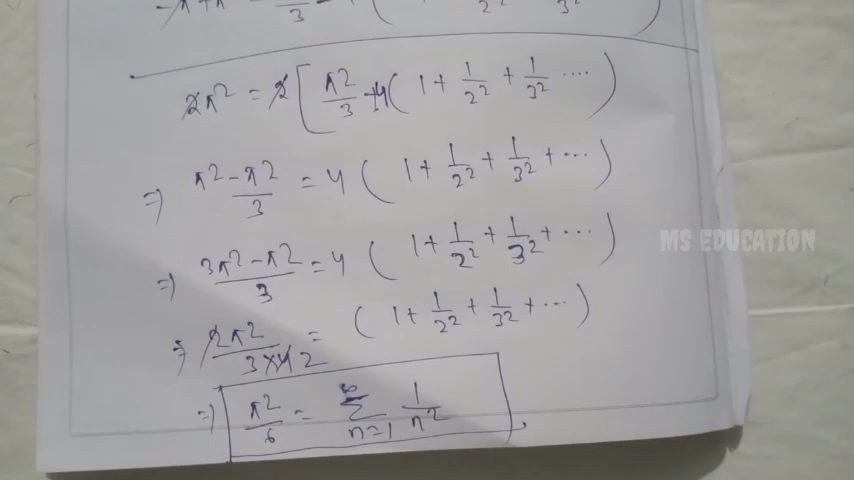 2π² = 2 [ π²/3 + 4 ( 1 + 1/2² + 1/3² .... )
⇒ π² - π²/3 = 4 ( 1 + 1/2² + 1/3² + ... )
MS EDUCATION
⇒ 3π² - π²/3 = 4 ( 1 + 1/2² + 1/3² + ... )
⇒ 2π²/3×4 2 = ( 1 + 1/2² + 1/3² + ... )
⇒ π²/6 = ∞ Σ n=1 1/n²